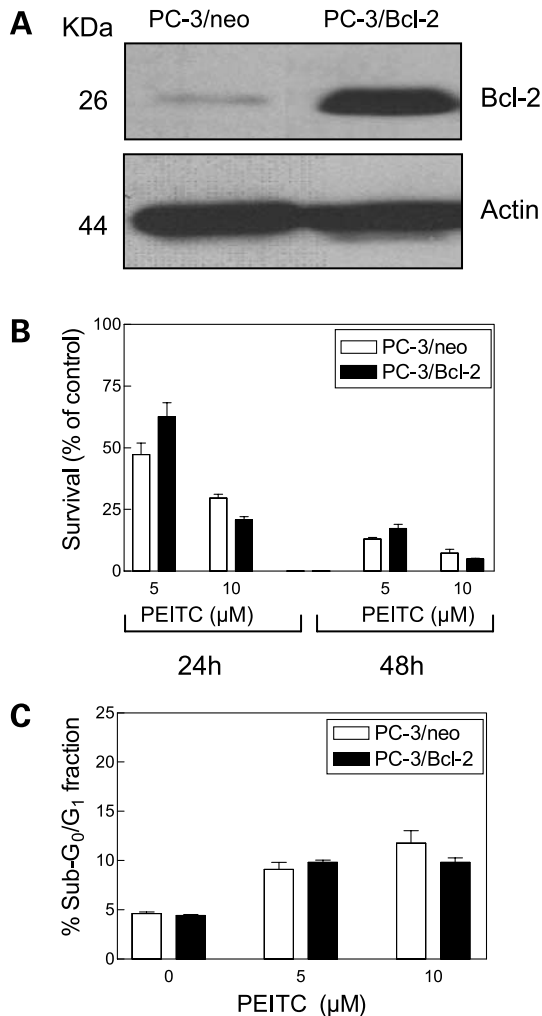 A
KDa
PC-3/neo
PC-3/Bcl-2
26
Bcl-2
44
Actin
B
100
75
50
25
0
Survival (% of control)
PC-3/neo
PC-3/Bcl-2
5
10
5
10
PEITC (µM)
PEITC (µM)
24h
48h
C
25
20
15
10
5
0
% Sub-G₀/G₁ fraction
PC-3/neo
PC-3/Bcl-2
0
5
10
PEITC (µM)